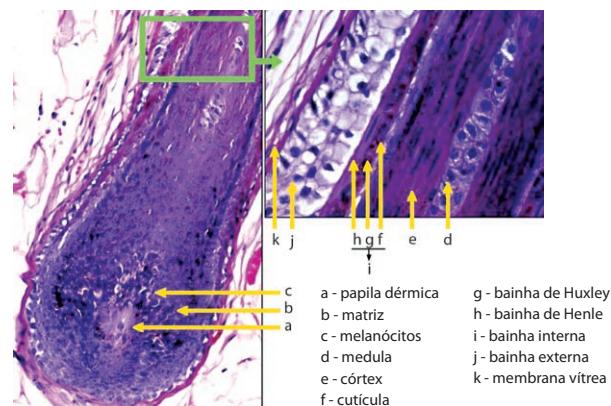 k j h g f e d
i
c
b
a
a - papila dérmica
b - matriz
c - melanócitos
d - medula
e - córtex
f - cutícula
g - bainha de Huxley
h - bainha de Henle
i - bainha interna
j - bainha externa
k - membrana vítrea